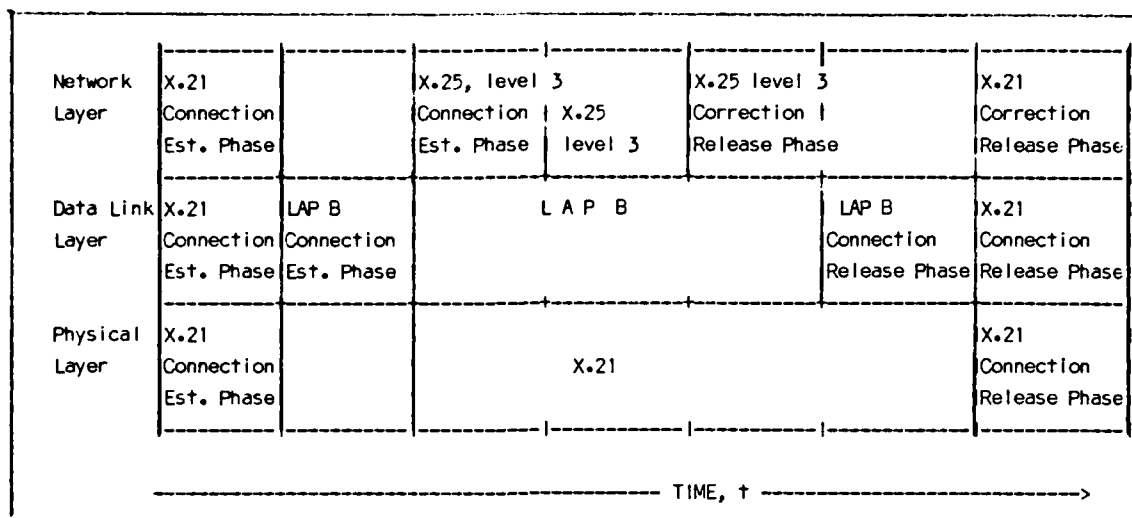 Network X.21 X.25, level 3 X.25 level 3 X.21
Layer Connection Connection X.25 Correction Correction
Est. Phase Est. Phase level 3 Release Phase Release Phase
Data Link X.21 LAP B L A P B LAP B X.21
Layer Connection Connection Connection Connection
Est. Phase Est. Phase Release Phase Release Phase
Physical X.21 X.21
Layer Connection X.21 Connection
Est. Phase Release Phase
TIME, t